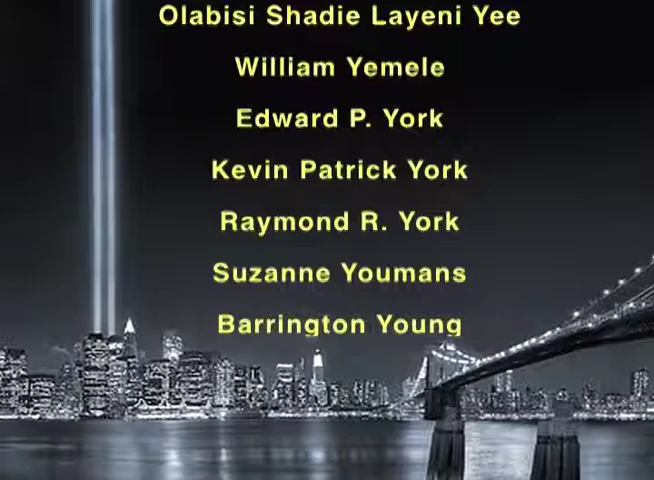 Olabisi Shadie Layeni Yee
William Yemele
Edward P. York
Kevin Patrick York
Raymond R. York
Suzanne Youmans
Barrington Young